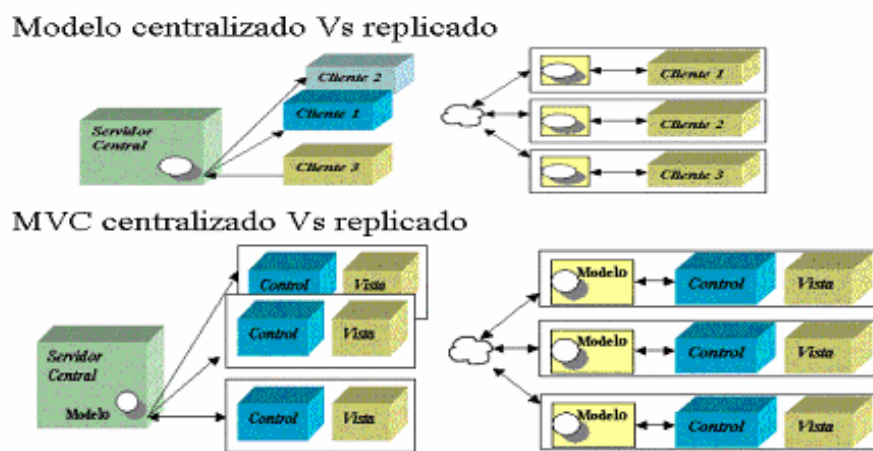 Modelo centralizado Vs replicado
Cliente 2
Cliente 1
Servidor
Central
Cliente 3
Cliente 1
Cliente 2
Cliente 3
MVC centralizado Vs replicado
Control
Vista
Control
Vista
Servidor
Central
Modelo
Control
Vista
Modelo
Control
Vista
Modelo
Control
Vista
Modelo
Control
Vista